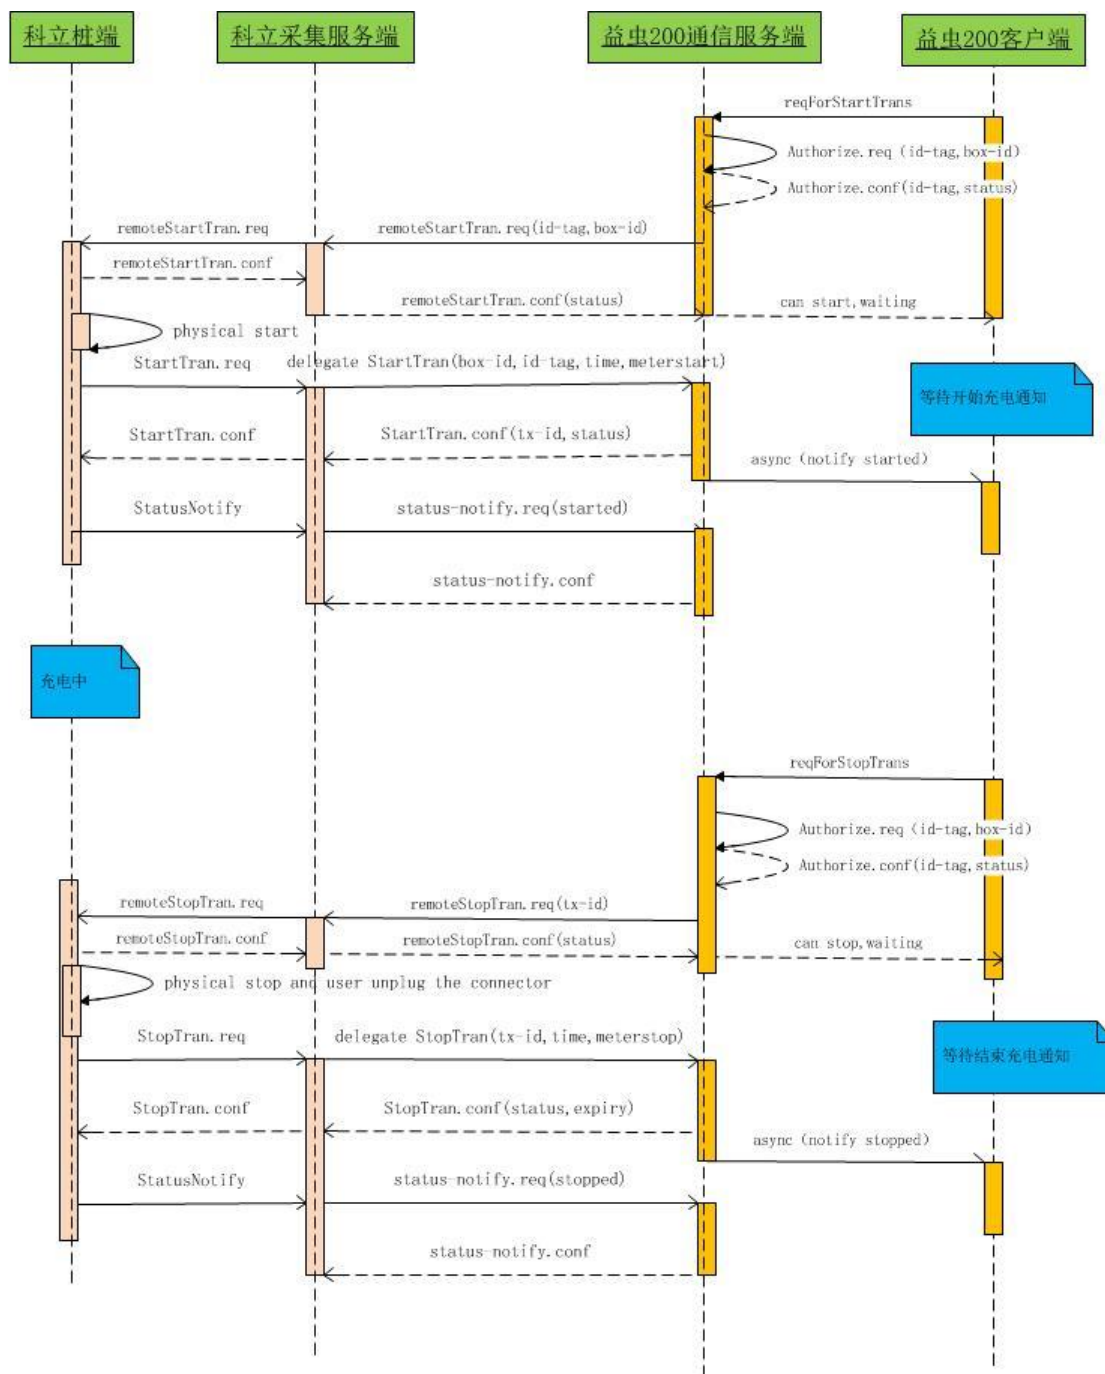 科立桩端
科立采集服务端
益虫200通信服务端
益虫200客户端
reqForStartTrans
Authorize.req (id-tag,box-id)
Authorize.conf(id-tag,status)
remoteStartTran.req
remoteStartTran.req(id-tag,box-id)
remoteStartTran.conf
remoteStartTran.conf(status)
can start,waiting
physical start
StartTran.req
delegate StartTran(box-id,id-tag,time,meterstart)
等待开始充电通知
StartTran.conf
StartTran.conf(tx-id,status)
async (notify started)
StatusNotify
status-notify.req(started)
status-notify.conf
充电中
reqForStopTrans
Authorize.req (id-tag,box-id)
Authorize.conf(id-tag,status)
remoteStopTran.req
remoteStopTran.req(tx-id)
remoteStopTran.conf
remoteStopTran.conf(status)
can stop,waiting
physical stop and user unplug the connector
StopTran.req
delegate StopTran(tx-id,time,meterstop)
等待结束充电通知
StopTran.conf
StopTran.conf(status,expiry)
async (notify stopped)
StatusNotify
status-notify.req(stopped)
status-notify.conf